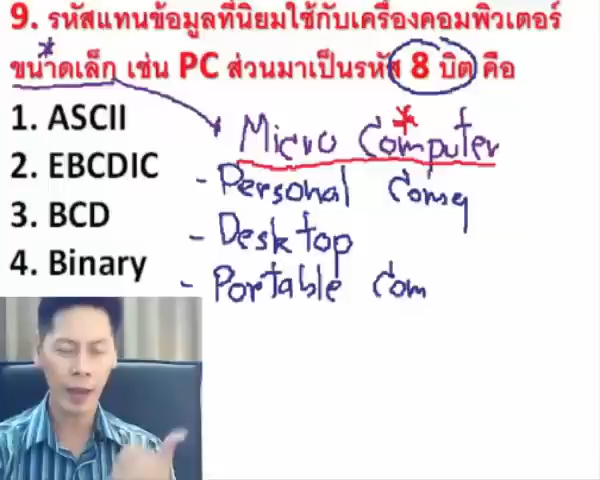 9. รหัสแทนข้อมูลที่นิยมใช้กับเครื่องคอมพิวเตอร์
ขนาดเล็ก เช่น PC ส่วนมาเป็นรหัส 8 บิต คือ
1. ASCII
2. EBCDIC
3. BCD
4. Binary
Micro Computer
- Personal Com
- Desktop
- Portable Com